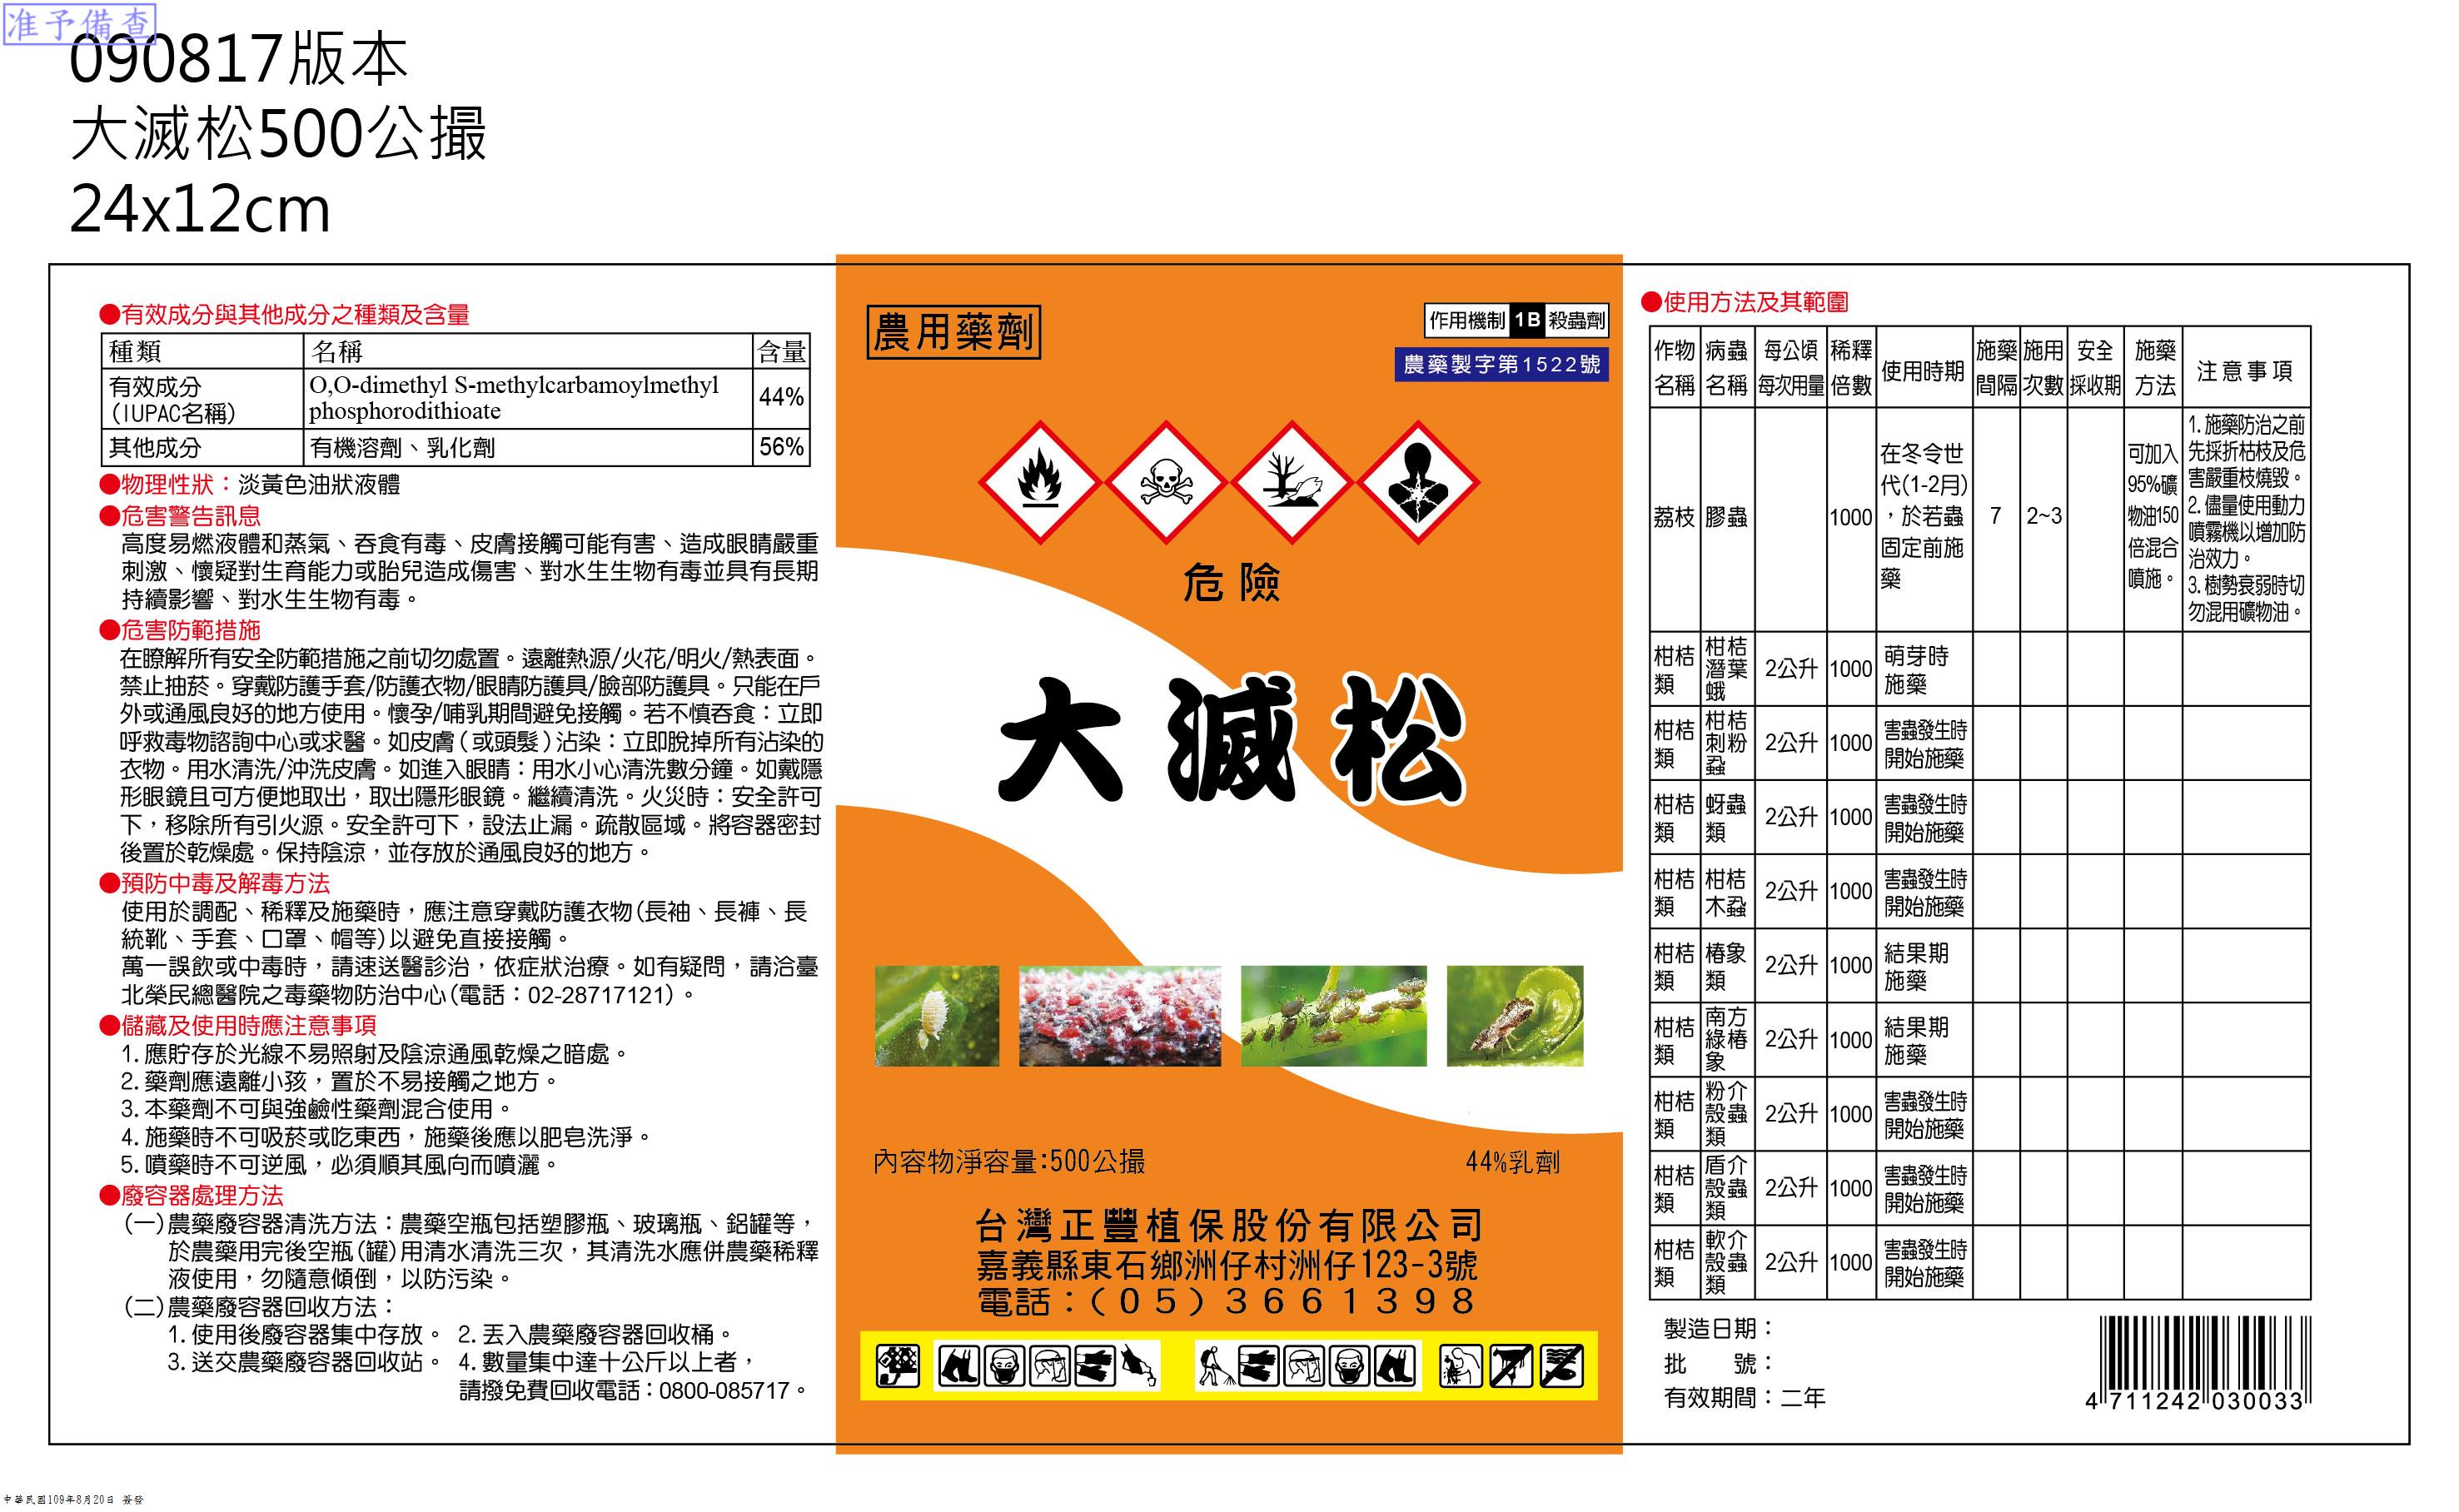 准予備查
090817版本
大滅松500公撮
24x12cm
●有效成分與其他成分之種類及含量
種類 名稱 含量
有效成分
(IUPAC名稱)
O,O-dimethyl S-methylcarbamoylmethyl
phosphorodithioate
44%
其他成分 有機溶劑、乳化劑 56%
●物理性狀：淡黃色油狀液體
●危害警告訊息
高度易燃液體和蒸氣、吞食有毒、皮膚接觸可能有害、造成眼睛嚴重
刺激、懷疑對生育能力或胎兒造成傷害、對水生生物有毒並具有長期
持續影響、對水生生物有毒。
●危害防範措施
在瞭解所有安全防範措施之前切勿處置。遠離熱源/火花/明火/熱表面。
禁止抽菸。穿戴防護手套/防護衣物/眼睛防護具/臉部防護具。只能在戶
外或通風良好的地方使用。懷孕/哺乳期間避免接觸。若不慎吞食：立即
呼救毒物諮詢中心或求醫。如皮膚(或頭髮)沾染：立即脫掉所有沾染的
衣物。用水清洗/沖洗皮膚。如進入眼睛：用水小心清洗數分鐘。如戴隱
形眼鏡且可方便地取出，取出隱形眼鏡。繼續清洗。火災時：安全許可
下，移除所有引火源。安全許可下，設法止漏。疏散區域。將容器密封
後置於乾燥處。保持陰涼，並存放於通風良好的地方。
●預防中毒及解毒方法
使用於調配、稀釋及施藥時，應注意穿戴防護衣物(長袖、長褲、長
統靴、手套、口罩、帽等)以避免直接接觸。
萬一誤飲或中毒時，請速送醫診治，依症狀治療。如有疑問，請洽臺
北榮民總醫院之毒藥物防治中心(電話：02-28717121)。
●儲藏及使用時應注意事項
1.應貯存於光線不易照射及陰涼通風乾燥之暗處。
2.藥劑應遠離小孩，置於不易接觸之地方。
3.本藥劑不可與強鹼性藥劑混合使用。
4.施藥時不可吸菸或吃東西，施藥後應以肥皂洗淨。
5.噴藥時不可逆風，必須順其風向而噴灑。
●廢容器處理方法
(一)農藥廢容器清洗方法：農藥空瓶包括塑膠瓶、玻璃瓶、鋁罐等，
於農藥用完後空瓶(罐)用清水清洗三次，其清洗水應併農藥稀釋
液使用，勿隨意傾倒，以防污染。
(二)農藥廢容器回收方法：
1.使用後廢容器集中存放。 2.丟入農藥廢容器回收桶。
3.送交農藥廢容器回收站。 4.數量集中達十公斤以上者，
請撥免費回收電話：0800-085717。
農用藥劑
作用機制 1B 殺蟲劑
農藥製字第1522號
危險
大滅松
內容物淨容量:500公撮 44%乳劑
台灣正豐植保股份有限公司
嘉義縣東石鄉洲仔村洲仔123-3號
電話：(05)3661398
●使用方法及其範圍
作物 病蟲 每公頃 稀釋 使用時期 施藥 施用 安全 施藥 注意事項
名稱 名稱 每次用量 倍數 間隔 次數 採收期 方法
荔枝 膠蟲 1000
在冬令世
代(1-2月)
，於若蟲
固定前施
藥
7 2~3
可加入
95%礦
物油150
倍混合
噴施。
1.施藥防治之前
先採折枯枝及危
害嚴重枝燒毀。
2.儘量使用動力
噴霧機以增加防
治效力。
3.樹勢衰弱時切
勿混用礦物油。
柑桔類 柑桔潛葉蛾 2公升 1000 萌芽時施藥
柑桔類 柑桔刺粉蝨 2公升 1000 害蟲發生時開始施藥
柑桔類 蚜蟲類 2公升 1000 害蟲發生時開始施藥
柑桔類 柑桔木蝨 2公升 1000 害蟲發生時開始施藥
柑桔類 椿象類 2公升 1000 結果期施藥
柑桔類 南方綠椿象 2公升 1000 結果期施藥
柑桔類 粉介殼蟲類 2公升 1000 害蟲發生時開始施藥
柑桔類 盾介殼蟲類 2公升 1000 害蟲發生時開始施藥
柑桔類 軟介殼蟲類 2公升 1000 害蟲發生時開始施藥
製造日期：
批 號：
有效期間：二年
4 711242 030033
中華民國109年8月20日 簽發